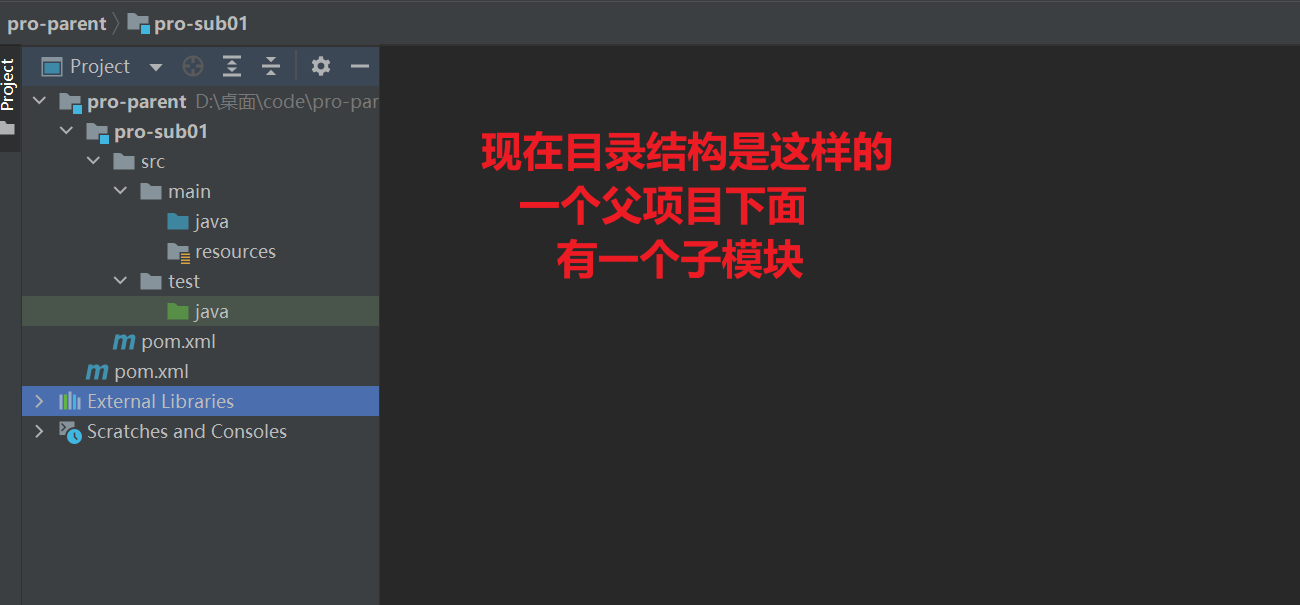 pro-parent pro-sub01
Project
Project
pro-parent D:\桌面\code\pro-par
pro-sub01
src
main
java
resources
test
java
pom.xml
pom.xml
External Libraries
Scratches and Consoles
现在目录结构是这样的
一个父项目下面
有一个子模块